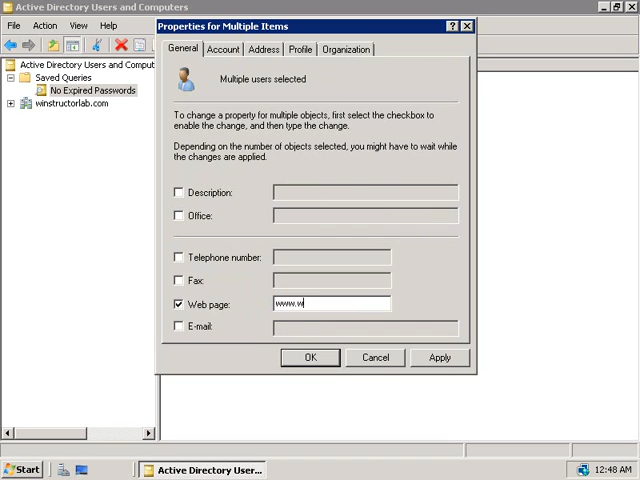 Active Directory Users and Computers
File Action View Help
Active Directory Users and Comput
Saved Queries
No Expired Passwords
winstructorlab.com
Properties for Multiple Items
General Account Address Profile Organization
Multiple users selected
To change a property for multiple objects, first select the checkbox to
enable the change, and then type the change.
Depending on the number of objects selected, you might have to wait while
the changes are applied.
Description:
Office:
Telephone number:
Fax:
Web page: www.w
E-mail:
OK Cancel Apply
Start Active Directory User... 12:48 AM